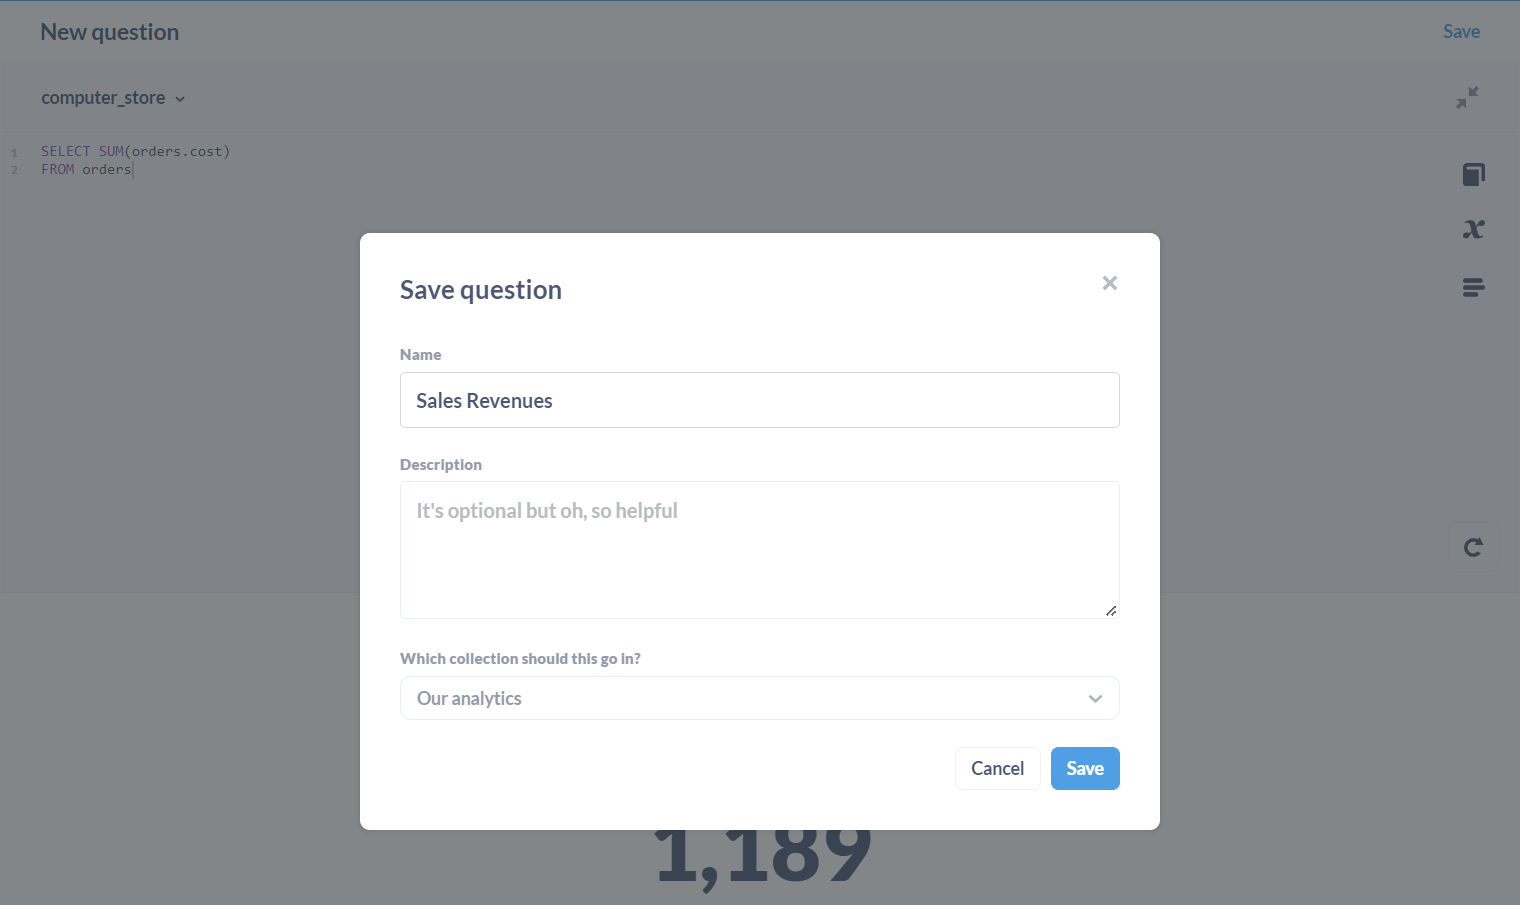 New question
Save
computer_store
1 SELECT SUM(orders.cost)
2 FROM orders
Save question
Name
Sales Revenues
Description
It's optional but oh, so helpful
Which collection should this go in?
Our analytics
Cancel
Save
1,189